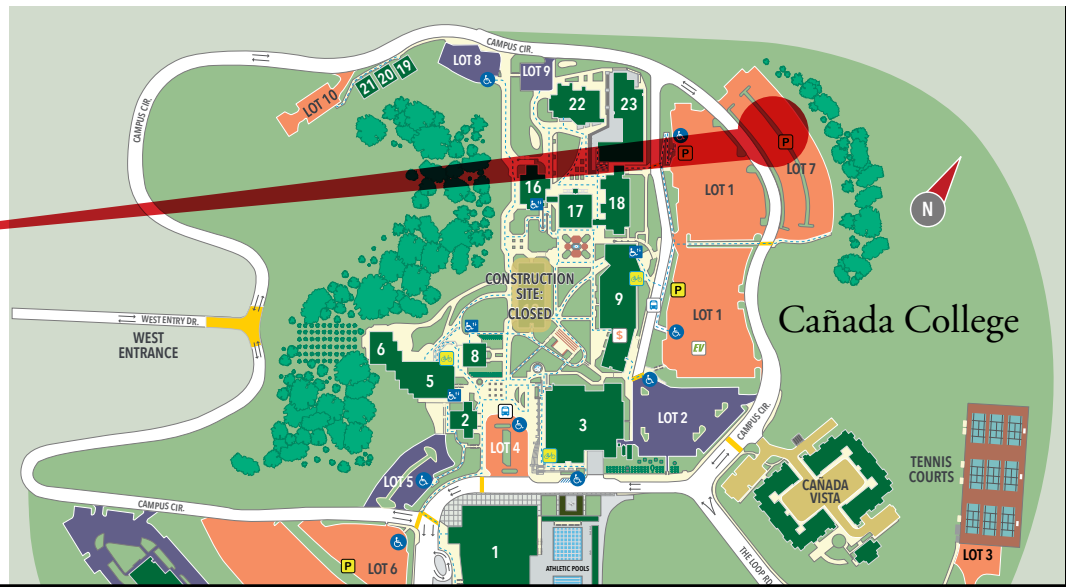 CAMPUS CIR.
LOT 8
LOT 9
21 20 19
LOT 10
22
23
CAMPUS CIR.
P
P
LOT 1
LOT 7
16
17
18
N
CONSTRUCTION
SITE:
CLOSED
9
P
LOT 1
Cañada College
WEST ENTRY DR.
WEST
ENTRANCE
$
EV
6
8
5
2
3
LOT 2
CAMPUS CIR.
LOT 4
LOT 5
CAÑADA
VISTA
TENNIS
COURTS
CAMPUS CIR.
1
ATHLETIC POOLS
THE LOOP RD
LOT 3
P
LOT 6